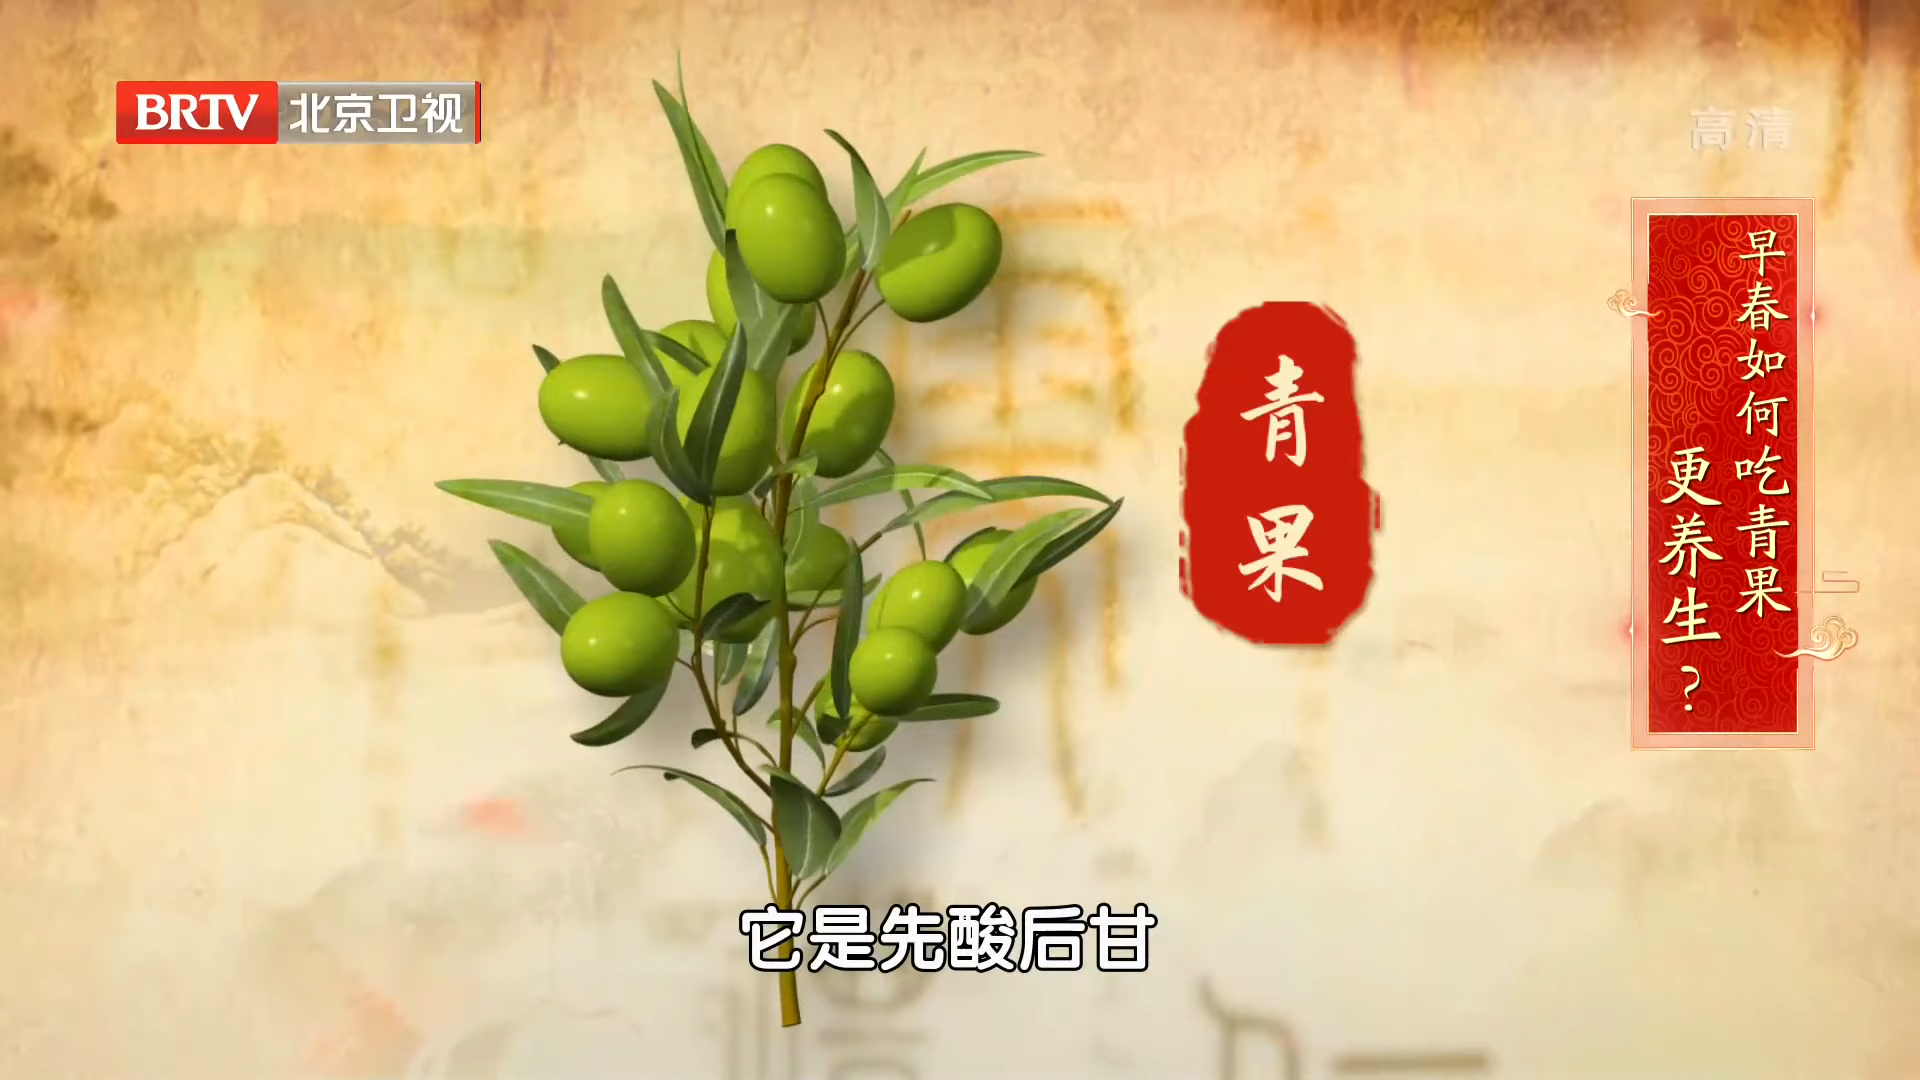 BRTV 北京卫视
高清
早春如何吃青果
更养生？
青果
它是先酸后甘